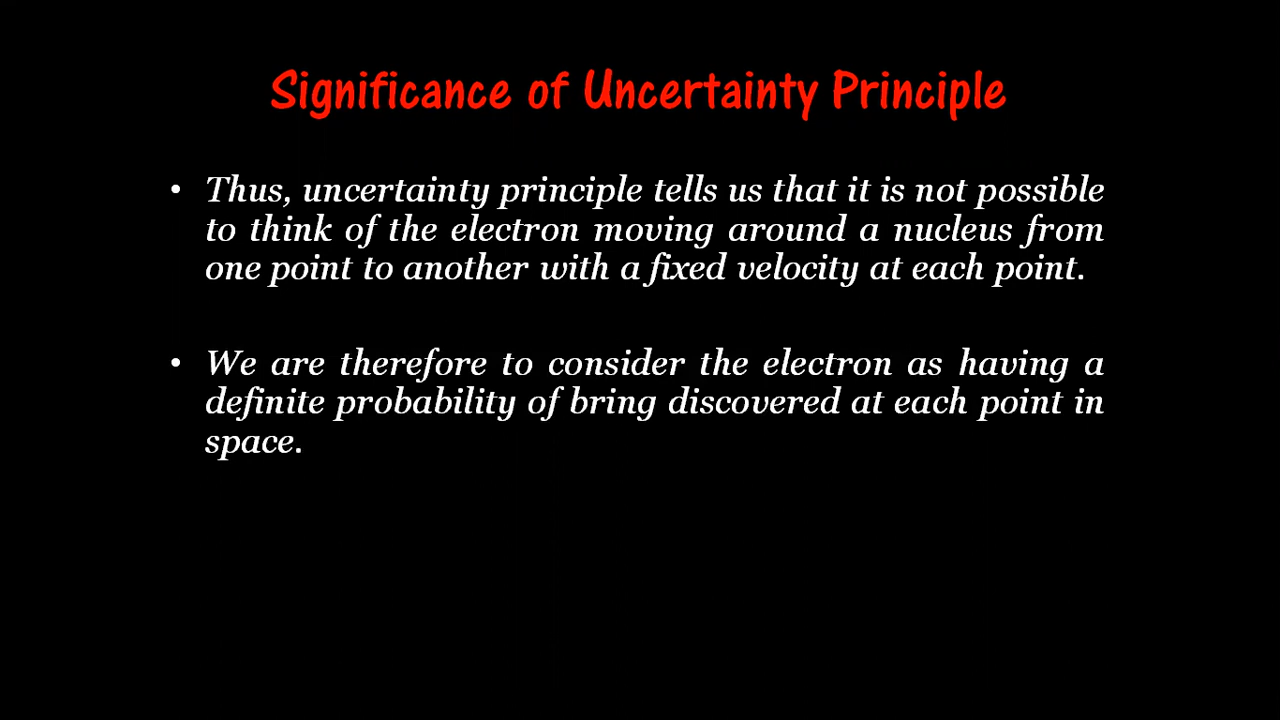 Significance of Uncertainty Principle
• Thus, uncertainty principle tells us that it is not possible
to think of the electron moving around a nucleus from
one point to another with a fixed velocity at each point.
• We are therefore to consider the electron as having a
definite probability of bring discovered at each point in
space.